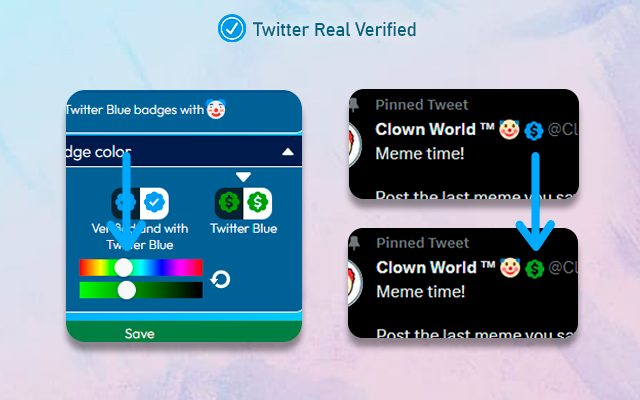 Twitter Real Verified
Twitter Blue badges with 🤡
dge color
Verified and with
Twitter Blue
Twitter Blue
Save
Pinned Tweet
Clown World ™ 🤡 @Cl
Meme time!
Post the last meme you sa
Pinned Tweet
Clown World ™ 🤡 @Cl
Meme time!
Post the last meme you sa